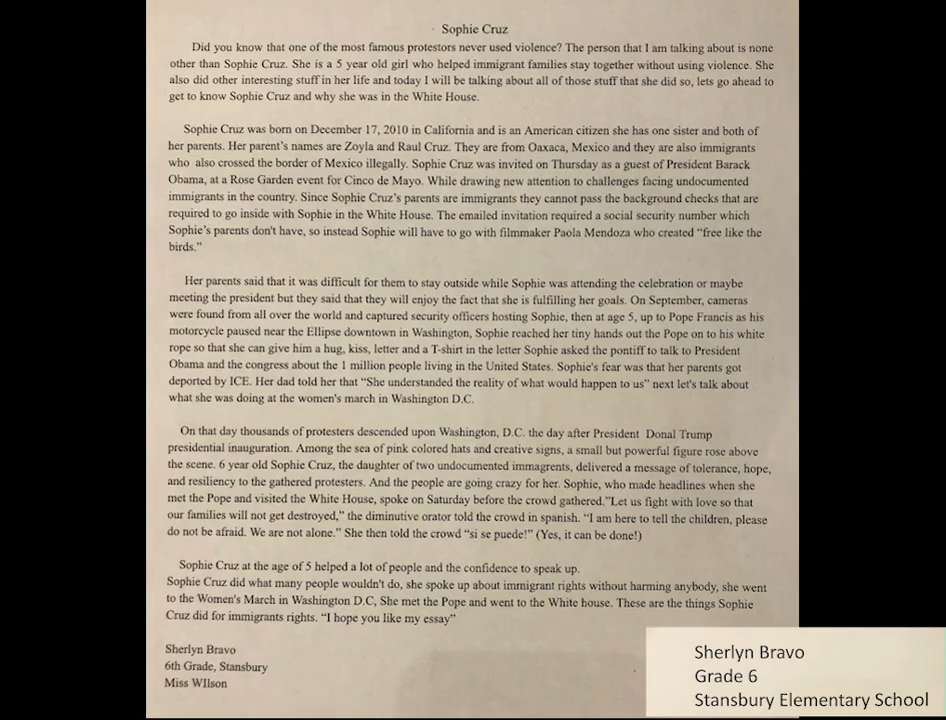 Sophie Cruz
Did you know that one of the most famous protestors never used violence? The person that I am talking about is none
other than Sophie Cruz. She is a 5 year old girl who helped immigrant families stay together without using violence. She
also did other interesting stuff in her life and today I will be talking about all of those stuff that she did so, lets go ahead to
get to know Sophie Cruz and why she was in the White House.
Sophie Cruz was born on December 17, 2010 in California and is an American citizen she has one sister and both of
her parents. Her parent's names are Zoyla and Raul Cruz. They are from Oaxaca, Mexico and they are also immigrants
who also crossed the border of Mexico illegally. Sophie Cruz was invited on Thursday as a guest of President Barack
Obama, at a Rose Garden event for Cinco de Mayo. While drawing new attention to challenges facing undocumented
immigrants in the country. Since Sophie Cruz's parents are immigrants they cannot pass the background checks that are
required to go inside with Sophie in the White House. The emailed invitation required a social security number which
Sophie's parents don't have, so instead Sophie will have to go with filmmaker Paola Mendoza who created "free like the
birds."
Her parents said that it was difficult for them to stay outside while Sophie was attending the celebration or maybe
meeting the president but they said that they will enjoy the fact that she is fulfilling her goals. On September, cameras
were found from all over the world and captured security officers hosting Sophie, then at age 5, up to Pope Francis as his
motorcycle paused near the Ellipse downtown in Washington, Sophie reached her tiny hands out the Pope on to his white
rope so that she can give him a hug, kiss, letter and a T-shirt in the letter Sophie asked the pontiff to talk to President
Obama and the congress about the 1 million people living in the United States. Sophie's fear was that her parents got
deported by ICE. Her dad told her that "She understanded the reality of what would happen to us" next let's talk about
what she was doing at the women's march in Washington D.C.
On that day thousands of protesters descended upon Washington, D.C. the day after President Donal Trump
presidential inauguration. Among the sea of pink colored hats and creative signs, a small but powerful figure rose above
the scene. 6 year old Sophie Cruz, the daughter of two undocumented immagrents, delivered a message of tolerance, hope,
and resiliency to the gathered protesters. And the people are going crazy for her. Sophie, who made headlines when she
met the Pope and visited the White House, spoke on Saturday before the crowd gathered."Let us fight with love so that
our families will not get destroyed," the diminutive orator told the crowd in spanish. "I am here to tell the children, please
do not be afraid. We are not alone." She then told the crowd "si se puede!" (Yes, it can be done!)
Sophie Cruz at the age of 5 helped a lot of people and the confidence to speak up.
Sophie Cruz did what many people wouldn't do, she spoke up about immigrant rights without harming anybody, she went
to the Women's March in Washington D.C, She met the Pope and went to the White house. These are the things Sophie
Cruz did for immigrants rights. "I hope you like my essay"
Sherlyn Bravo
6th Grade, Stansbury
Miss WIlson
Sherlyn Bravo
Grade 6
Stansbury Elementary School